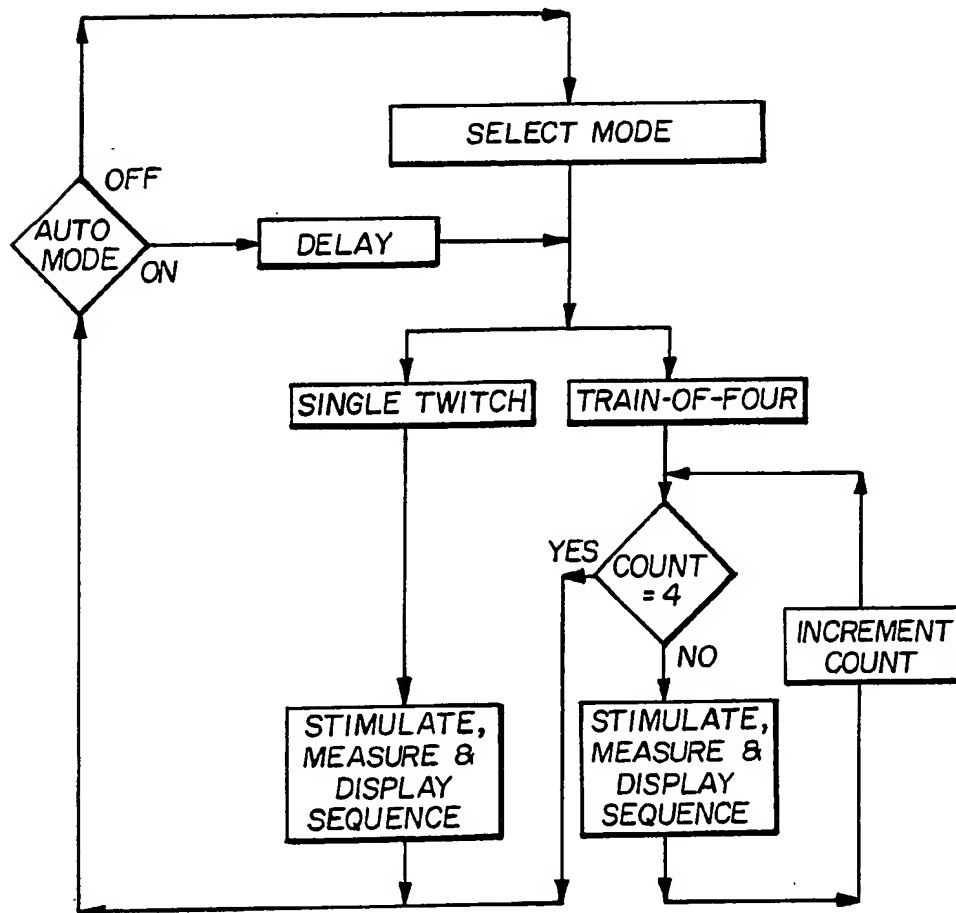 SELECT MODE
OFF
AUTO
MODE
ON
DELAY
SINGLE TWITCH
TRAIN-OF-FOUR
YES
COUNT
= 4
NO
INCREMENT
COUNT
STIMULATE,
MEASURE &
DISPLAY
SEQUENCE
STIMULATE,
MEASURE &
DISPLAY
SEQUENCE